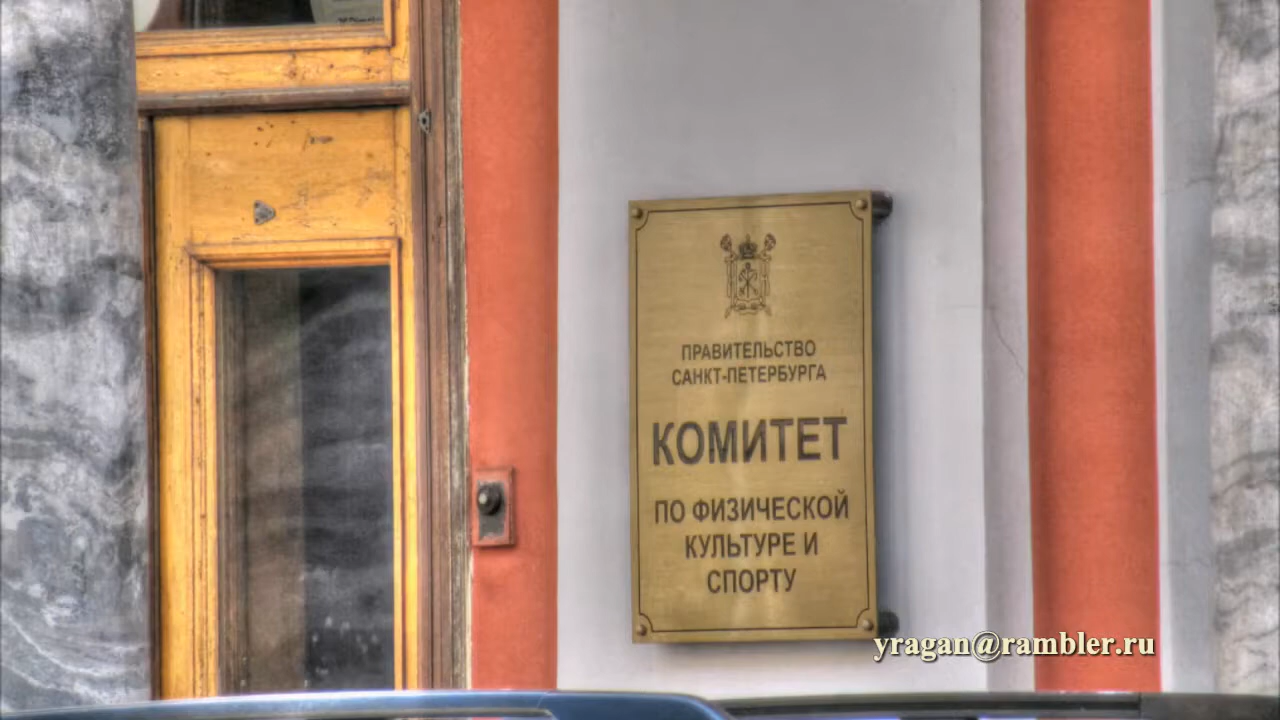 ПРАВИТЕЛЬСТВО
САНКТ-ПЕТЕРБУРГА
КОМИТЕТ
ПО ФИЗИЧЕСКОЙ
КУЛЬТУРЕ И
СПОРТУ
yragan@rambler.ru